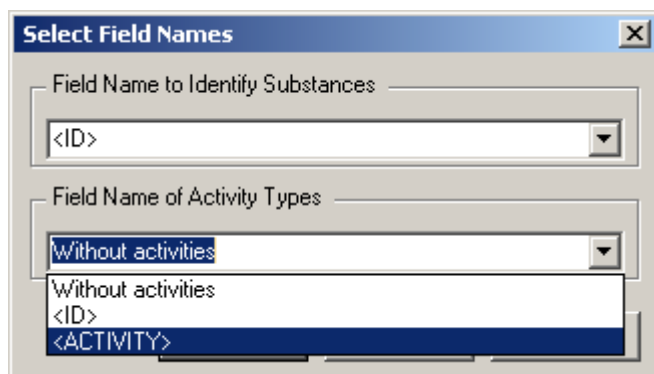 Select Field Names
Field Name to Identify Substances
<ID>
Field Name of Activity Types
Without activities
Without activities
<ID>
<ACTIVITY>